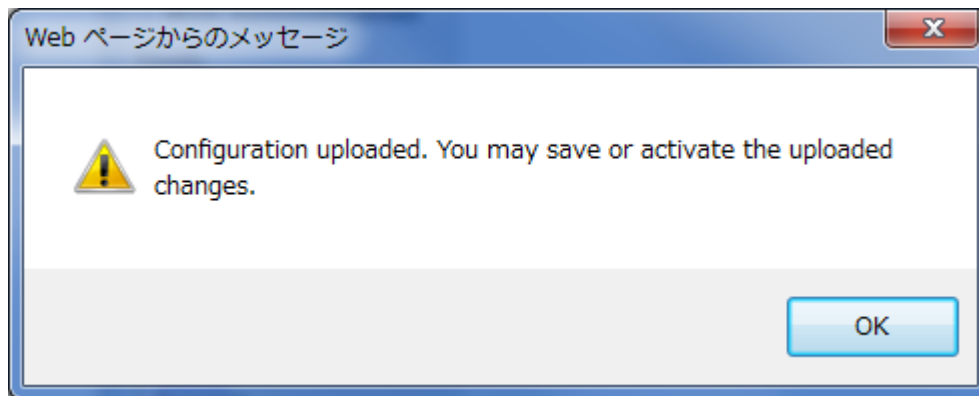 Web ページからのメッセージ
Configuration uploaded. You may save or activate the uploaded
changes.
OK